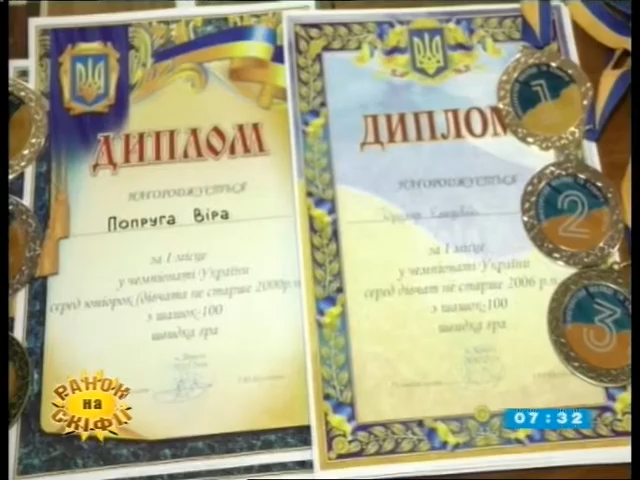 ДИПЛОМ
НАГОРОДЖУЄТЬСЯ
Попруга Віра
за І місце
у чемпіонаті України
серед юніорок (дівчата не старше 2000р.н
з шашок-100
швидка гра
ДИПЛОМ
НАГОРОДЖУЄТЬСЯ
за І місце
у чемпіонаті України
серед дівчат не старше 2006 р.н
з шашок-100
швидка гра
1
2
3
РАНОК
на
СКІФІЇ
07:32